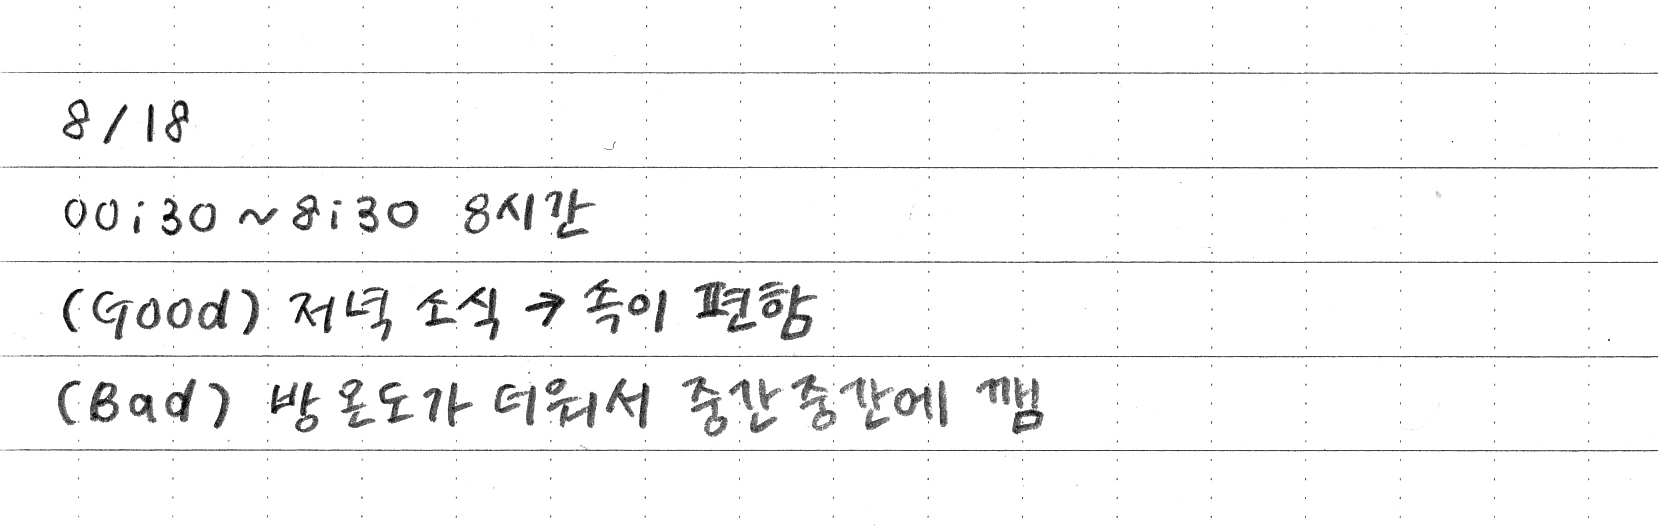 8/18
00:30~8:30 8시간
(Good) 저녁 소식 → 속이 편함
(Bad) 방 온도가 더워서 중간중간에 깸